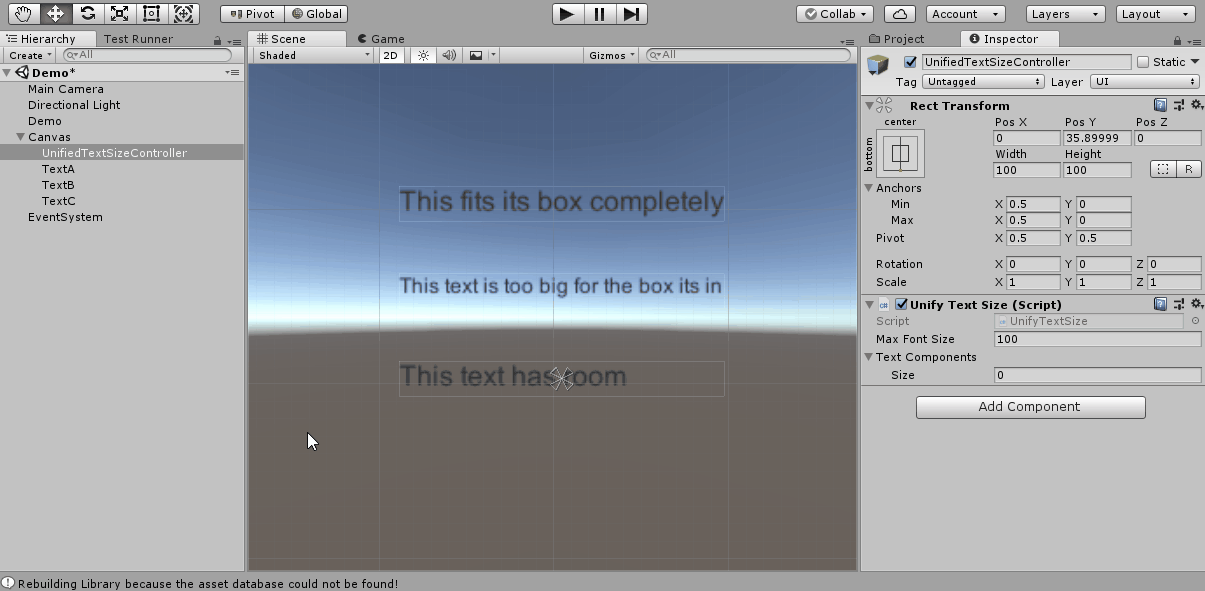 Pivot Global Collab Account Layers Layout
Hierarchy Test Runner
Create All
Demo*
Main Camera
Directional Light
Demo
Canvas
UnifiedTextSizeController
TextA
TextB
TextC
EventSystem
Scene Game
Shaded 2D Gizmos All
This fits its box completely
This text is too big for the box its in
This text has room
Project Inspector
UnifiedTextSizeController Static
Tag Untagged Layer UI
Rect Transform
center Pos X Pos Y Pos Z
bottom
0 35.89999 0
Width Height
100 100 R
Anchors
Min X 0.5 Y 0
Max X 0.5 Y 0
Pivot X 0.5 Y 0.5
Rotation X 0 Y 0 Z 0
Scale X 1 Y 1 Z 1
Unify Text Size (Script)
Script UnifyTextSize
Max Font Size 100
Text Components
Size 0
Add Component
Rebuilding Library because the asset database could not be found!